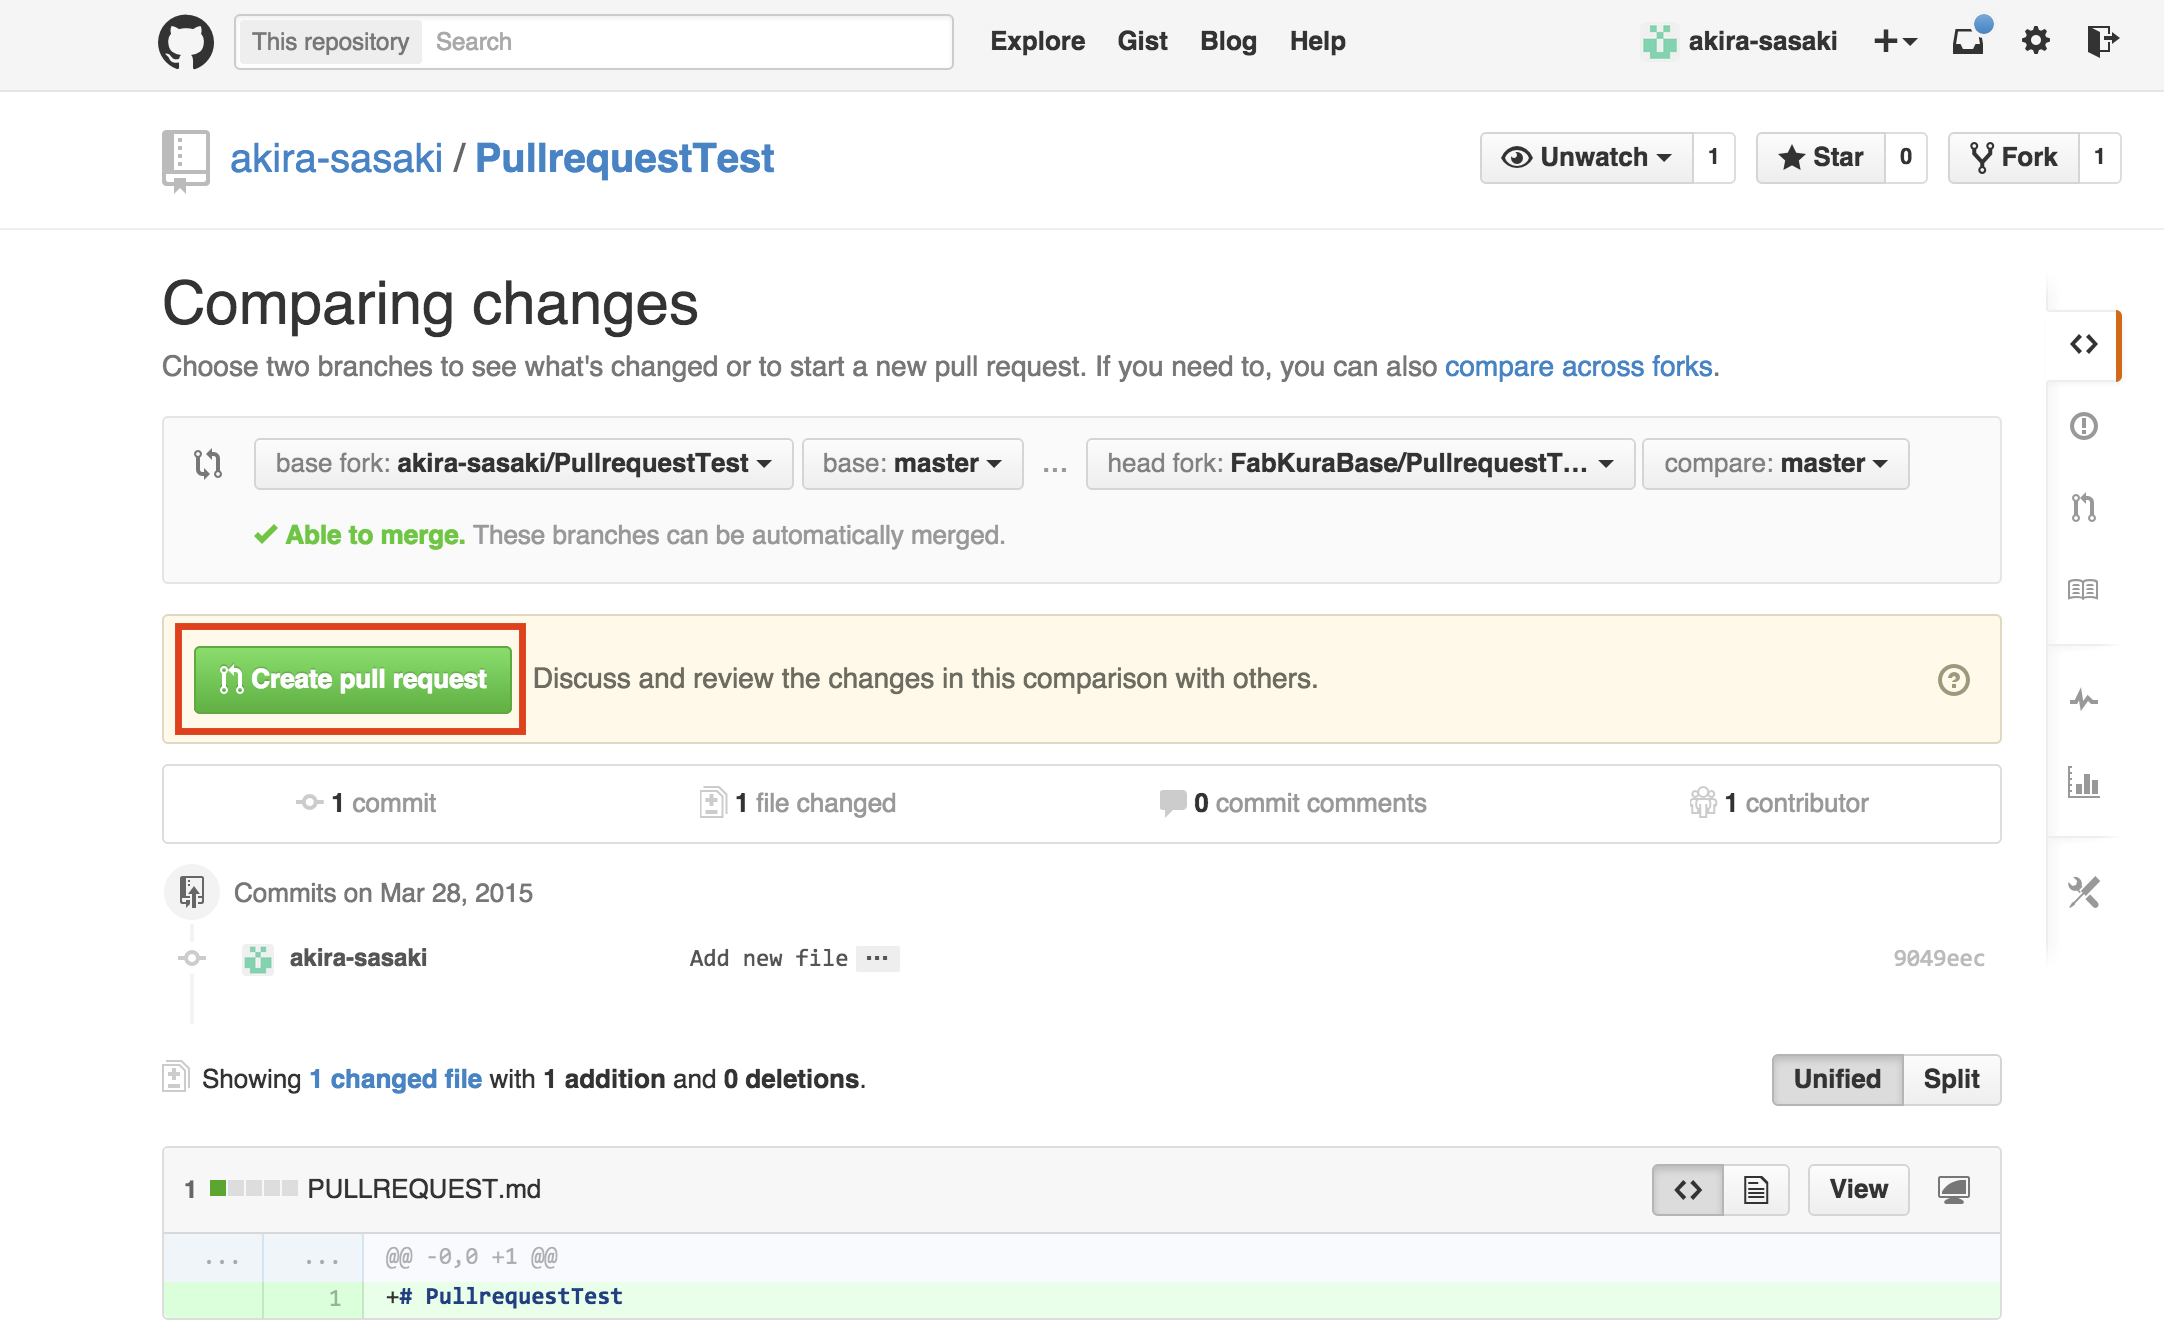 This repository Search Explore Gist Blog Help akira-sasaki
akira-sasaki / PullrequestTest Unwatch 1 Star 0 Fork 1
Comparing changes
Choose two branches to see what's changed or to start a new pull request. If you need to, you can also compare across forks.
base fork: akira-sasaki/PullrequestTest base: master ... head fork: FabKuraBase/PullrequestT... compare: master
Able to merge. These branches can be automatically merged.
Create pull request Discuss and review the changes in this comparison with others.
1 commit 1 file changed 0 commit comments 1 contributor
Commits on Mar 28, 2015
akira-sasaki Add new file ... 9049eec
Showing 1 changed file with 1 addition and 0 deletions. Unified Split
1 PULLREQUEST.md <> View
... ... @@ -0,0 +1 @@
1 +# PullrequestTest